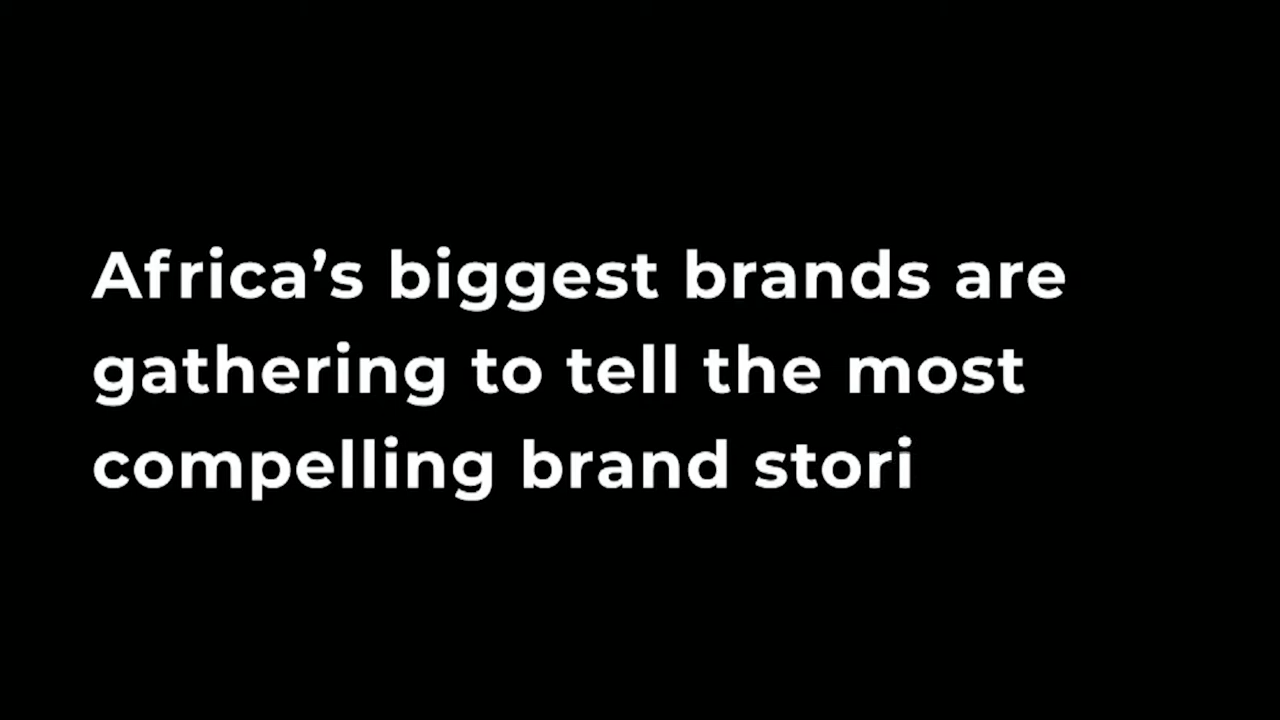 Africa’s biggest brands are
gathering to tell the most
compelling brand stori